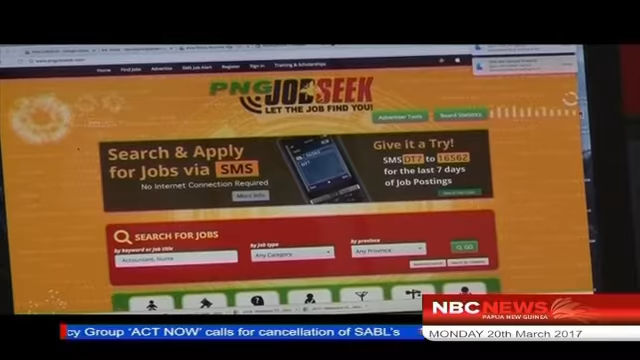 Home Find Jobs Advertise SMS Job Alert Register Sign in Training & Scholarships
PNG JOBSEEK
LET THE JOB FIND YOU!
Advertiser Tools Board Statistics
Search & Apply
for Jobs via SMS
No Internet Connection Required
More Info
Give it a Try!
SMS DT7 to 16562
for the last 7 days
of Job Postings
SEARCH FOR JOBS
by keyword or job title
by job type
by province
Accountant, Nurse
Any Category
Any Province
GO
NBC NEWS
PAPUA NEW GUINEA
cy Group 'ACT NOW' calls for cancellation of SABL's
MONDAY 20th March 2017